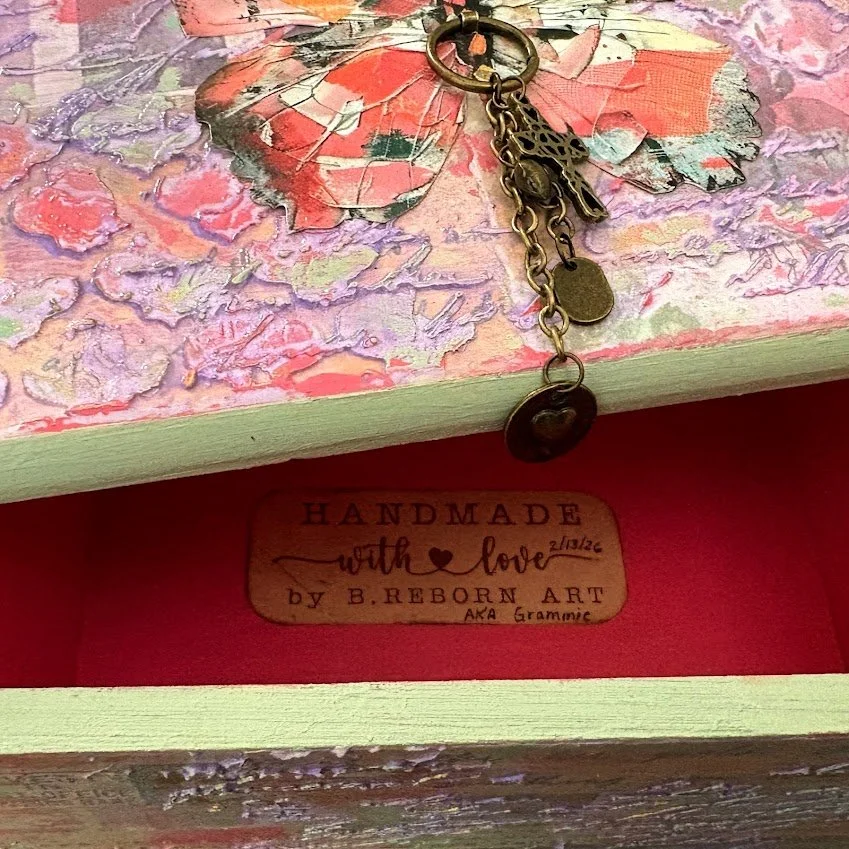 HANDMADE
with love 2/13/26
by B.REBORN ART
AKA Grammie